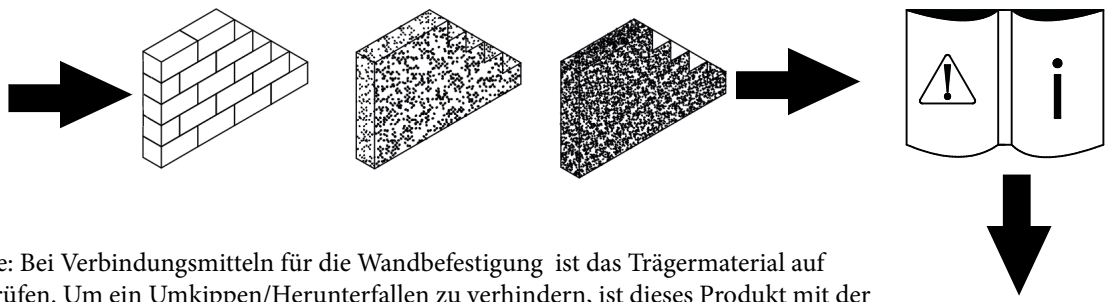 i
e: Bei Verbindungsmitteln für die Wandbefestigung ist das Trägermaterial auf
rüfen. Um ein Umkippen/Herunterfallen zu verhindern, ist dieses Produkt mit der